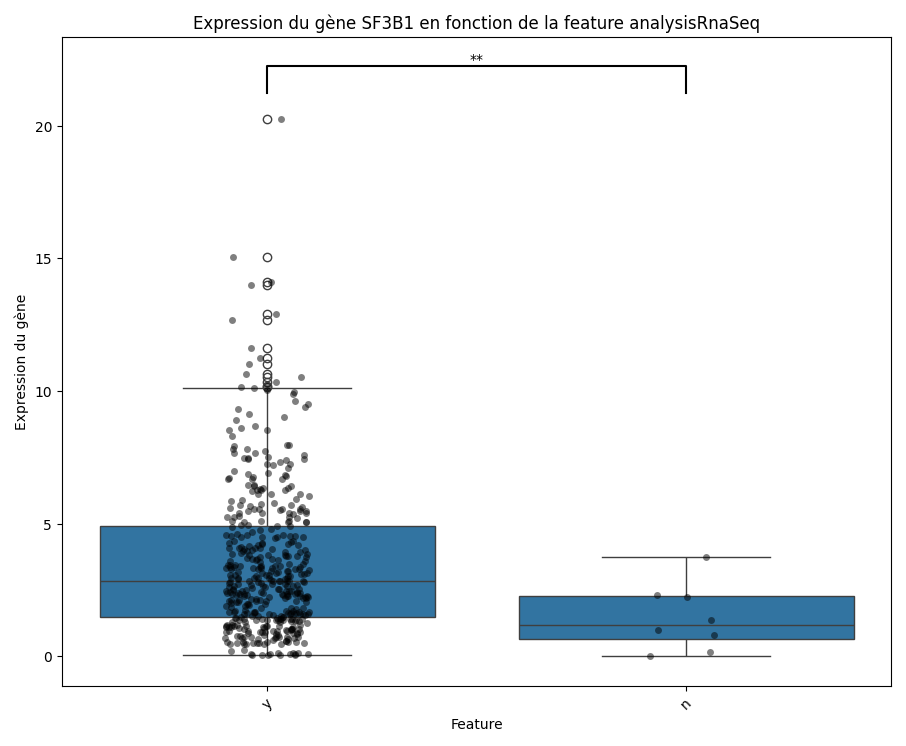 Expression du gène SF3B1 en fonction de la feature analysisRnaSeq
**
20
15
10
5
0
Expression du gène
y
n
Feature